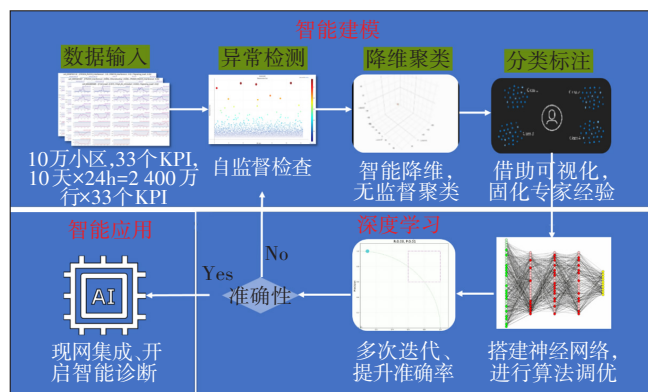 智能建模
数据输入
异常检测
降维聚类
分类标注
10万小区,33个KPI,
10天×24h=2 400万
行×33个KPI
自监督检查
智能降维,
无监督聚类
借助可视化,
固化专家经验
智能应用
深度学习
No
Yes
准确性
AI
现网集成、开
启智能诊断
多次迭代、
提升准确率
搭建神经网络,
进行算法调优